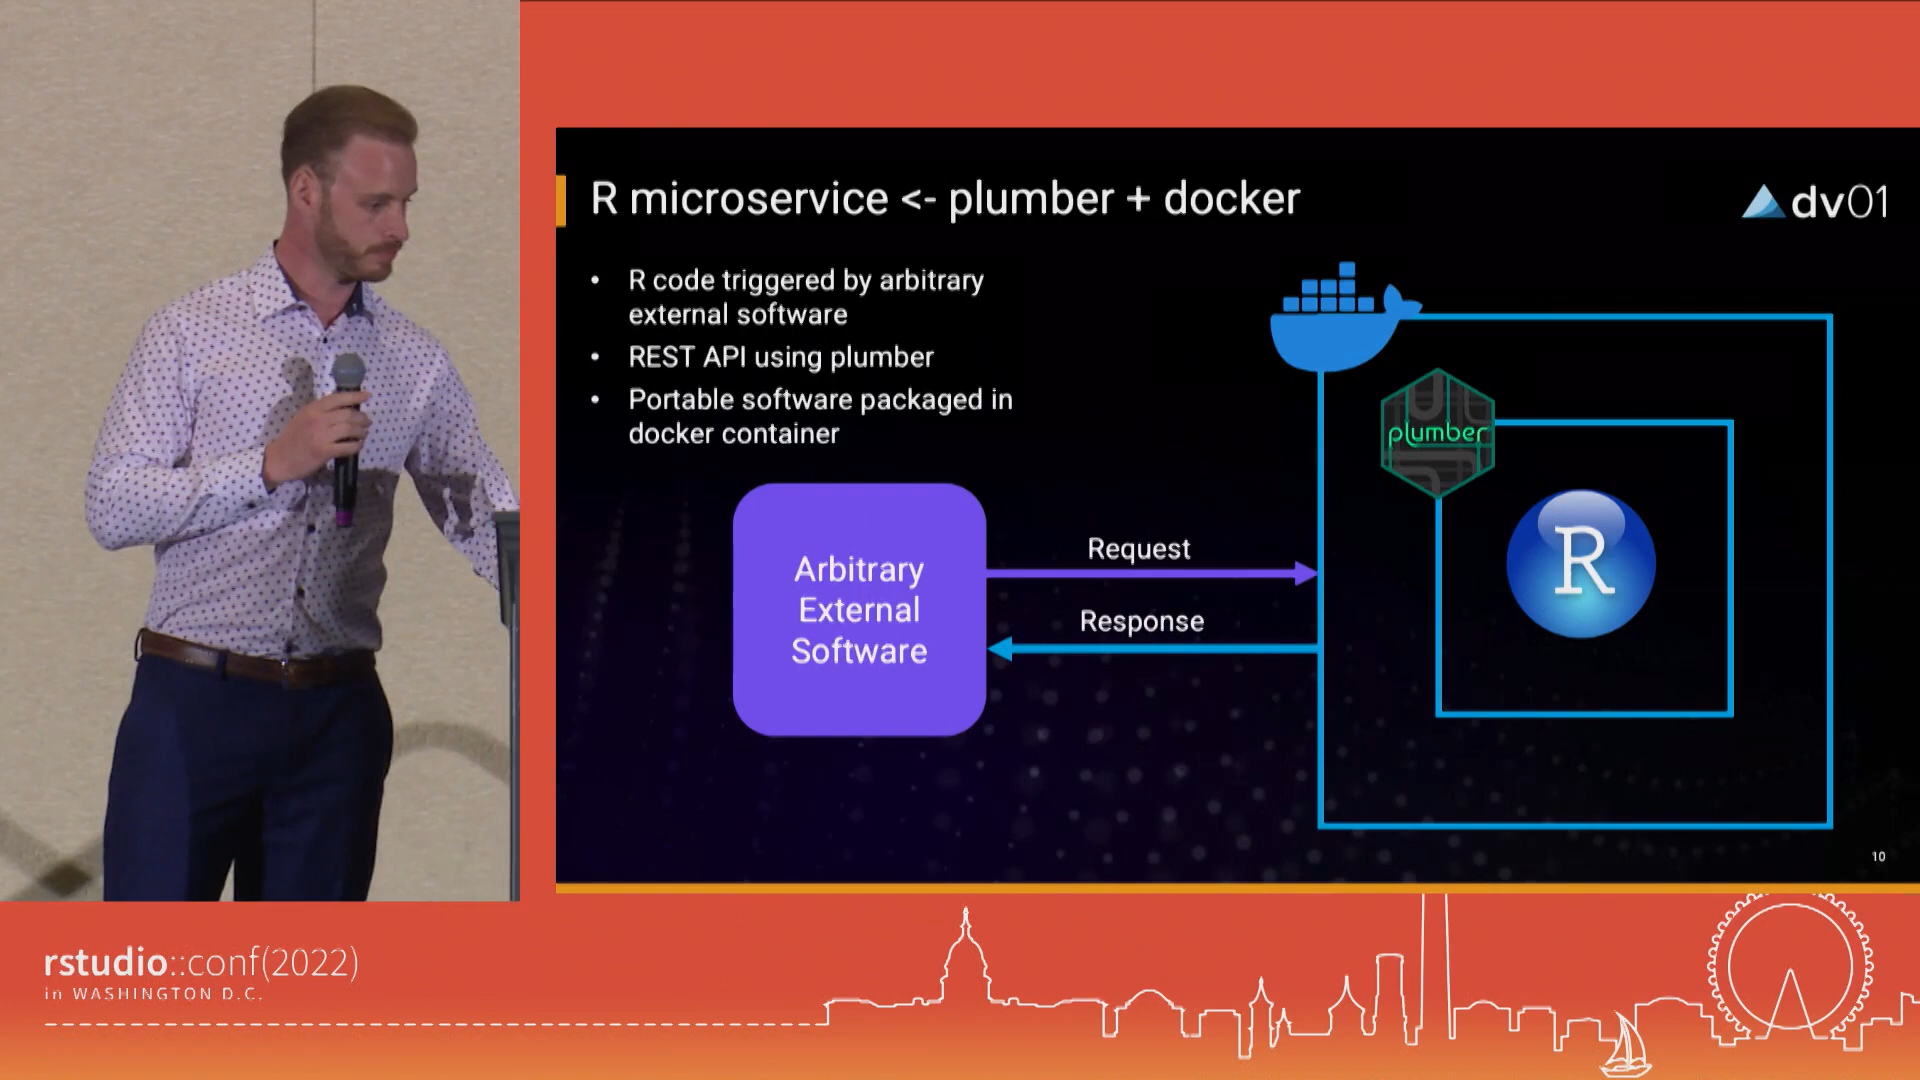 R microservice <- plumber + docker
dv01
• R code triggered by arbitrary
external software
• REST API using plumber
• Portable software packaged in
docker container
plumber
R
Arbitrary
External
Software
Request
Response
10
rstudio::conf(2022)
in WASHINGTON D.C.